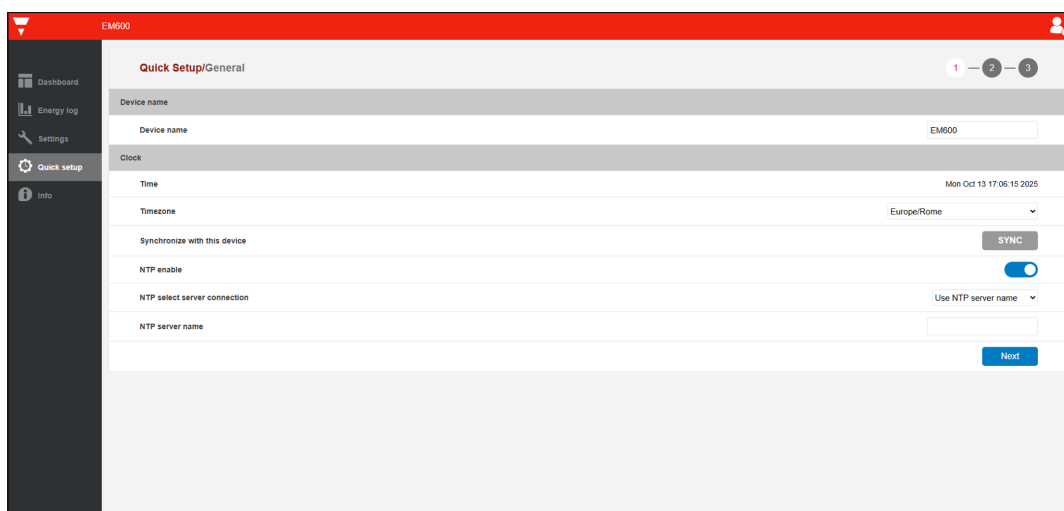 EM600
Dashboard
Energy log
Settings
Quick setup
Info
Quick Setup/General
1 2 3
Device name
Device name EM600
Clock
Time Mon Oct 13 17:06:15 2025
Timezone Europe/Rome
Synchronize with this device SYNC
NTP enable
NTP select server connection Use NTP server name
NTP server name
Next